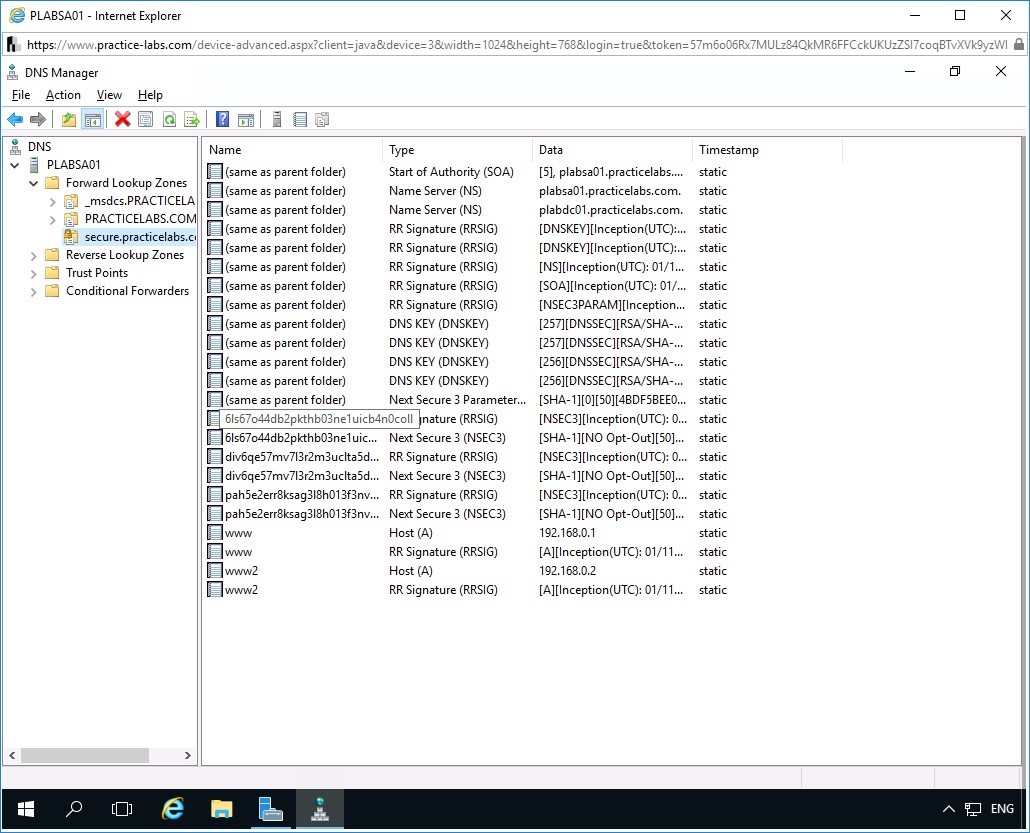 PLABSA01 - Internet Explorer
https://www.practice-labs.com/device-advanced.aspx?client=java&device=3&width=1024&height=768&login=true&token=57m6o06Rx7MULz84QkMR6FFCckUKUzZSI7coqBTvXVk9yzWl
DNS Manager
File Action View Help
DNS
PLABSA01
Forward Lookup Zones
_msdcs.PRACTICELA
PRACTICELABS.COM
secure.practicelabs.c
Reverse Lookup Zones
Trust Points
Conditional Forwarders
Name Type Data Timestamp
(same as parent folder) Start of Authority (SOA) [5], plabsa01.practicelabs.... static
(same as parent folder) Name Server (NS) plabsa01.practicelabs.com. static
(same as parent folder) Name Server (NS) plabdc01.practicelabs.com. static
(same as parent folder) RR Signature (RRSIG) [DNSKEY][Inception(UTC):... static
(same as parent folder) RR Signature (RRSIG) [DNSKEY][Inception(UTC):... static
(same as parent folder) RR Signature (RRSIG) [NS][Inception(UTC): 01/1... static
(same as parent folder) RR Signature (RRSIG) [SOA][Inception(UTC): 01/... static
(same as parent folder) RR Signature (RRSIG) [NSEC3PARAM][Inception... static
(same as parent folder) DNS KEY (DNSKEY) [257][DNSSEC][RSA/SHA-... static
(same as parent folder) DNS KEY (DNSKEY) [257][DNSSEC][RSA/SHA-... static
(same as parent folder) DNS KEY (DNSKEY) [256][DNSSEC][RSA/SHA-... static
(same as parent folder) DNS KEY (DNSKEY) [256][DNSSEC][RSA/SHA-... static
(same as parent folder) Next Secure 3 Parameter... [SHA-1][0][50][4BDF5BEE0... static
6ls67o44db2pkthb03ne1uicb4n0coll gnature (RRSIG) [NSEC3][Inception(UTC): 0... static
6ls67o44db2pkthb03ne1uic... Next Secure 3 (NSEC3) [SHA-1][NO Opt-Out][50]... static
div6qe57mv7l3r2m3uclta5d... RR Signature (RRSIG) [NSEC3][Inception(UTC): 0... static
div6qe57mv7l3r2m3uclta5d... Next Secure 3 (NSEC3) [SHA-1][NO Opt-Out][50]... static
pah5e2err8ksag3l8h013f3nv... RR Signature (RRSIG) [NSEC3][Inception(UTC): 0... static
pah5e2err8ksag3l8h013f3nv... Next Secure 3 (NSEC3) [SHA-1][NO Opt-Out][50]... static
www Host (A) 192.168.0.1 static
www RR Signature (RRSIG) [A][Inception(UTC): 01/11... static
www2 Host (A) 192.168.0.2 static
www2 RR Signature (RRSIG) [A][Inception(UTC): 01/11... static
ENG